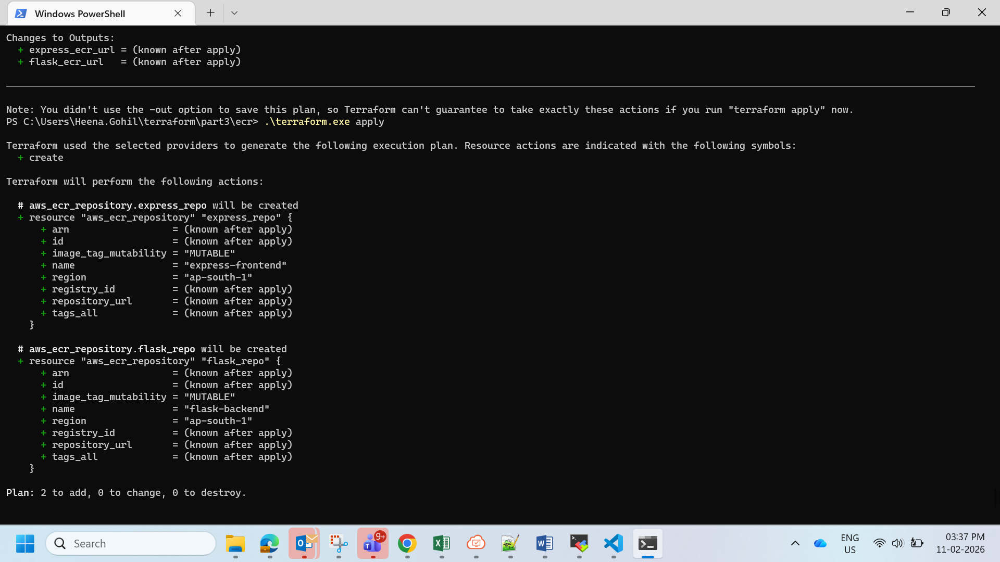 Windows PowerShell
Changes to Outputs:
+ express_ecr_url = (known after apply)
+ flask_ecr_url   = (known after apply)
Note: You didn't use the -out option to save this plan, so Terraform can't guarantee to take exactly these actions if you run "terraform apply" now.
PS C:\Users\Heena.Gohil\terraform\part3\ecr> .\terraform.exe apply
Terraform used the selected providers to generate the following execution plan. Resource actions are indicated with the following symbols:
+ create
Terraform will perform the following actions:
# aws_ecr_repository.express_repo will be created
+ resource "aws_ecr_repository" "express_repo" {
+ arn                  = (known after apply)
+ id                   = (known after apply)
+ image_tag_mutability = "MUTABLE"
+ name                 = "express-frontend"
+ region               = "ap-south-1"
+ registry_id          = (known after apply)
+ repository_url       = (known after apply)
+ tags_all             = (known after apply)
}
# aws_ecr_repository.flask_repo will be created
+ resource "aws_ecr_repository" "flask_repo" {
+ arn                  = (known after apply)
+ id                   = (known after apply)
+ image_tag_mutability = "MUTABLE"
+ name                 = "flask-backend"
+ region               = "ap-south-1"
+ registry_id          = (known after apply)
+ repository_url       = (known after apply)
+ tags_all             = (known after apply)
}
Plan: 2 to add, 0 to change, 0 to destroy.
Search
9+
ENG
US
03:37 PM
11-02-2026